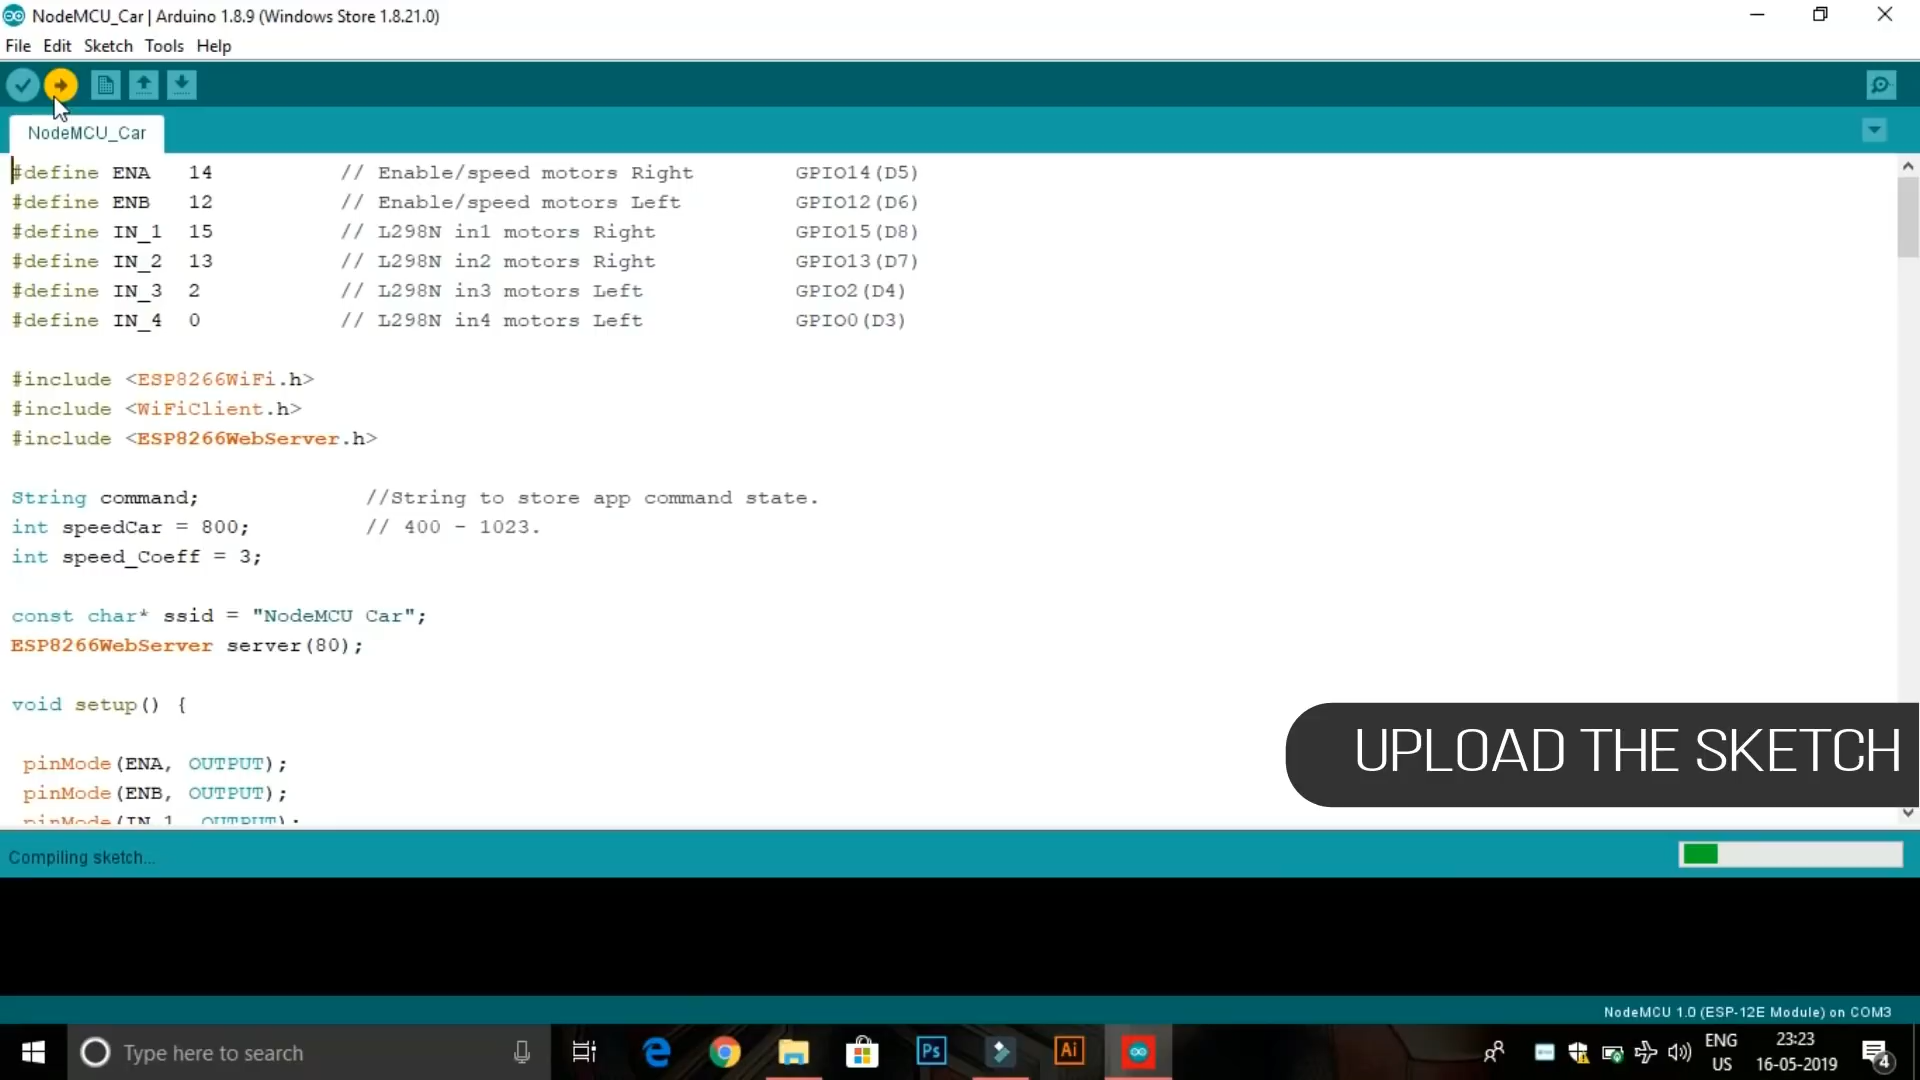 NodeMCU_Car | Arduino 1.8.9 (Windows Store 1.8.21.0)
File Edit Sketch Tools Help
NodeMCU_Car
#define ENA 14 // Enable/speed motors Right GPIO14(D5)
#define ENB 12 // Enable/speed motors Left GPIO12(D6)
#define IN_1 15 // L298N in1 motors Right GPIO15(D8)
#define IN_2 13 // L298N in2 motors Right GPIO13(D7)
#define IN_3 2 // L298N in3 motors Left GPIO2(D4)
#define IN_4 0 // L298N in4 motors Left GPIO0(D3)
#include <ESP8266WiFi.h>
#include <WiFiClient.h>
#include <ESP8266WebServer.h>
String command; //String to store app command state.
int speedCar = 800; // 400 - 1023.
int speed_Coeff = 3;
const char* ssid = "NodeMCU Car";
ESP8266WebServer server(80);
void setup() {
pinMode(ENA, OUTPUT);
pinMode(ENB, OUTPUT);
pinMode(IN_1, OUTPUT);
UPLOAD THE SKETCH
Compiling sketch...
NodeMCU 1.0 (ESP-12E Module) on COM3
Type here to search
Ps
Ai
ENG
US
23:23
16-05-2019
4